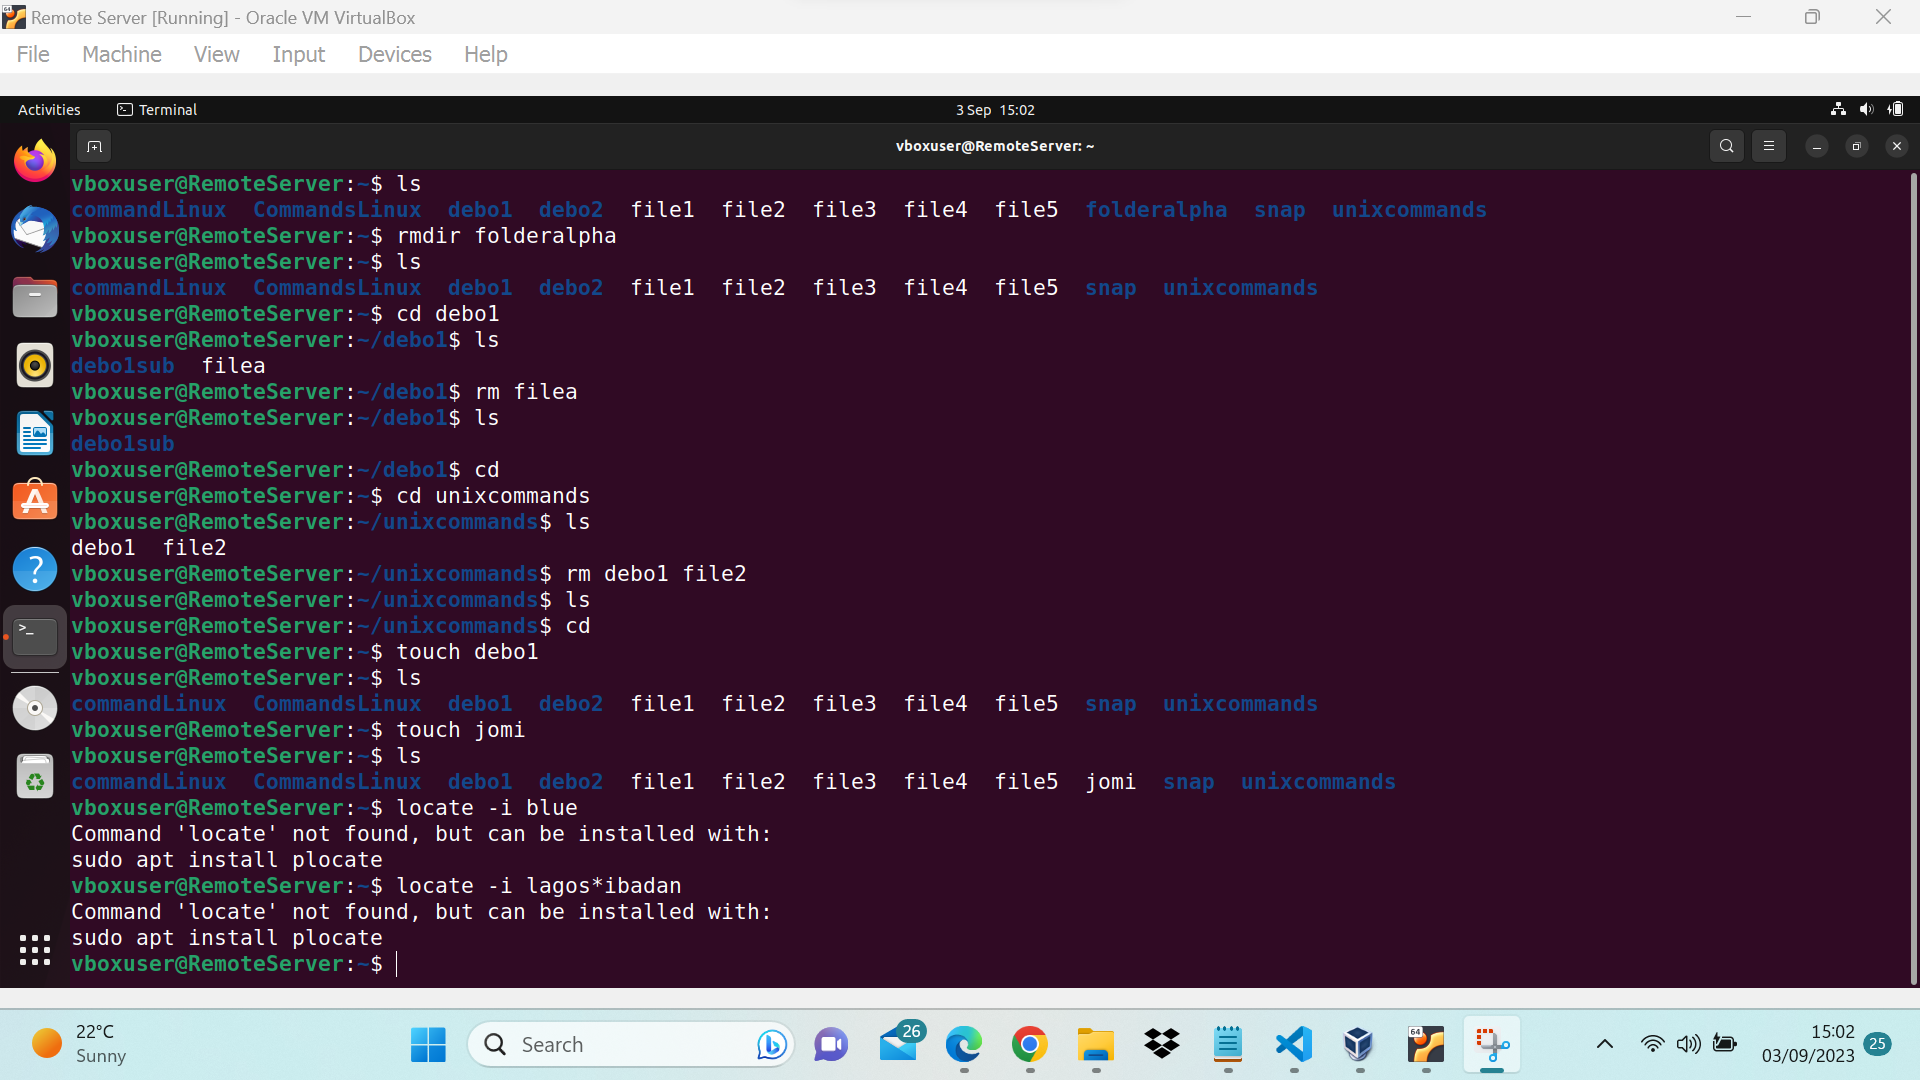 Remote Server [Running] - Oracle VM VirtualBox
File Machine View Input Devices Help
Activities Terminal 3 Sep 15:02
vboxuser@RemoteServer: ~
vboxuser@RemoteServer:~$ ls
commandLinux CommandsLinux debo1 debo2 file1 file2 file3 file4 file5 folderalpha snap unixcommands
vboxuser@RemoteServer:~$ rmdir folderalpha
vboxuser@RemoteServer:~$ ls
commandLinux CommandsLinux debo1 debo2 file1 file2 file3 file4 file5 snap unixcommands
vboxuser@RemoteServer:~$ cd debo1
vboxuser@RemoteServer:~/debo1$ ls
debo1sub filea
vboxuser@RemoteServer:~/debo1$ rm filea
vboxuser@RemoteServer:~/debo1$ ls
debo1sub
vboxuser@RemoteServer:~/debo1$ cd
vboxuser@RemoteServer:~$ cd unixcommands
vboxuser@RemoteServer:~/unixcommands$ ls
debo1 file2
vboxuser@RemoteServer:~/unixcommands$ rm debo1 file2
vboxuser@RemoteServer:~/unixcommands$ ls
vboxuser@RemoteServer:~/unixcommands$ cd
vboxuser@RemoteServer:~$ touch debo1
vboxuser@RemoteServer:~$ ls
commandLinux CommandsLinux debo1 debo2 file1 file2 file3 file4 file5 snap unixcommands
vboxuser@RemoteServer:~$ touch jomi
vboxuser@RemoteServer:~$ ls
commandLinux CommandsLinux debo1 debo2 file1 file2 file3 file4 file5 jomi snap unixcommands
vboxuser@RemoteServer:~$ locate -i blue
Command 'locate' not found, but can be installed with:
sudo apt install plocate
vboxuser@RemoteServer:~$ locate -i lagos*ibadan
Command 'locate' not found, but can be installed with:
sudo apt install plocate
vboxuser@RemoteServer:~$
22°C
Sunny
Search
26
64
15:02
03/09/2023
25